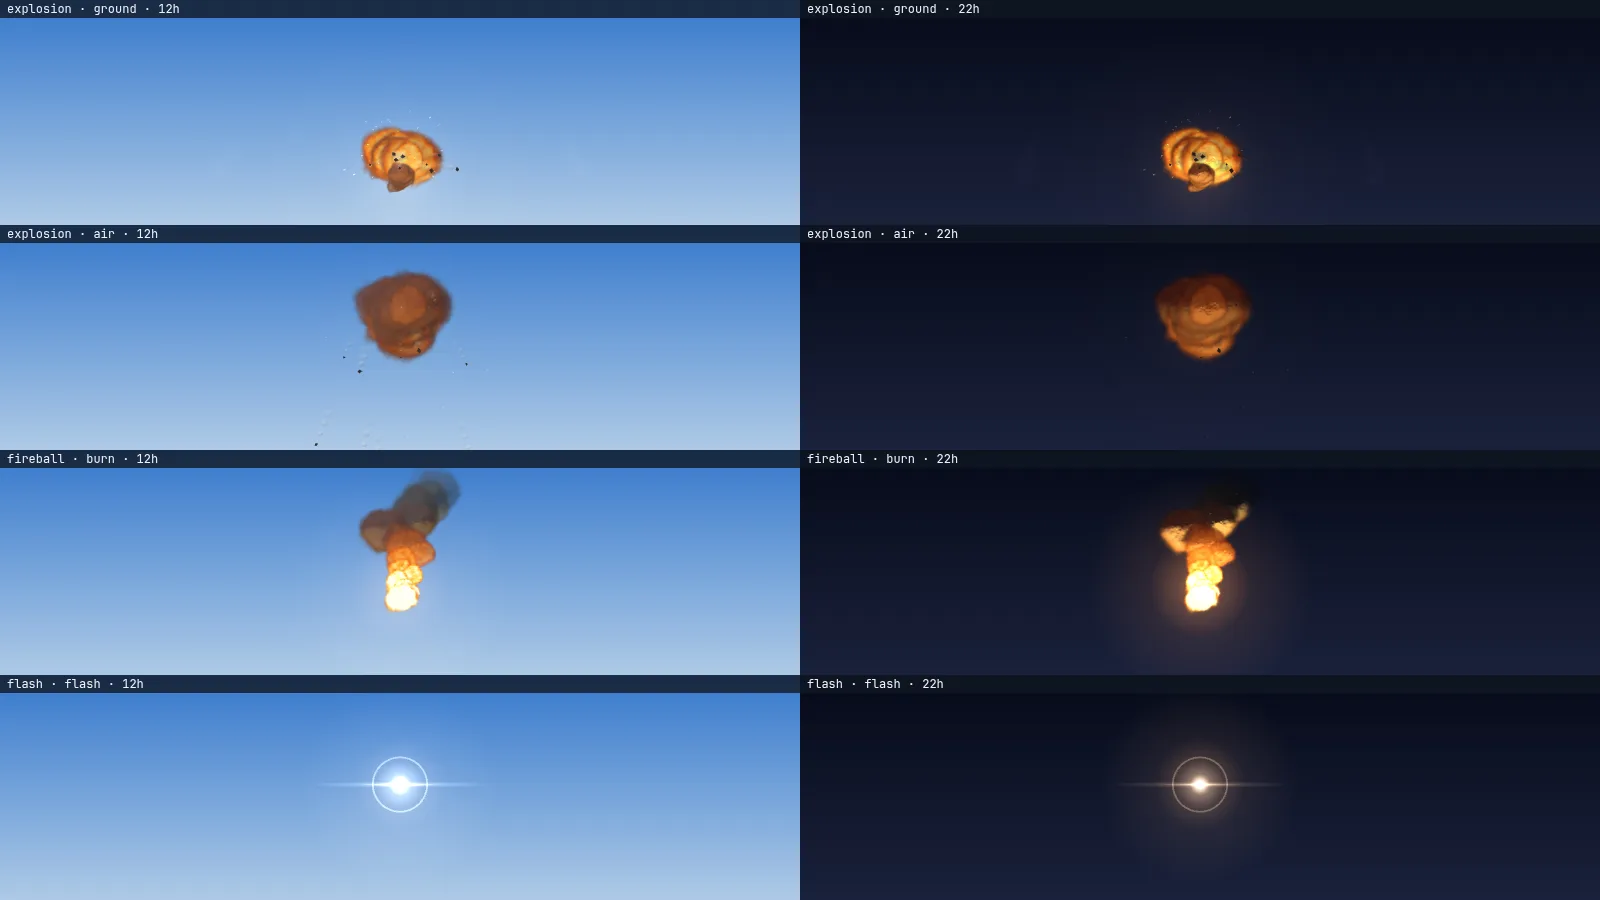 explosion · ground · 12h
explosion · ground · 22h
explosion · air · 12h
explosion · air · 22h
fireball · burn · 12h
fireball · burn · 22h
flash · flash · 12h
flash · flash · 22h